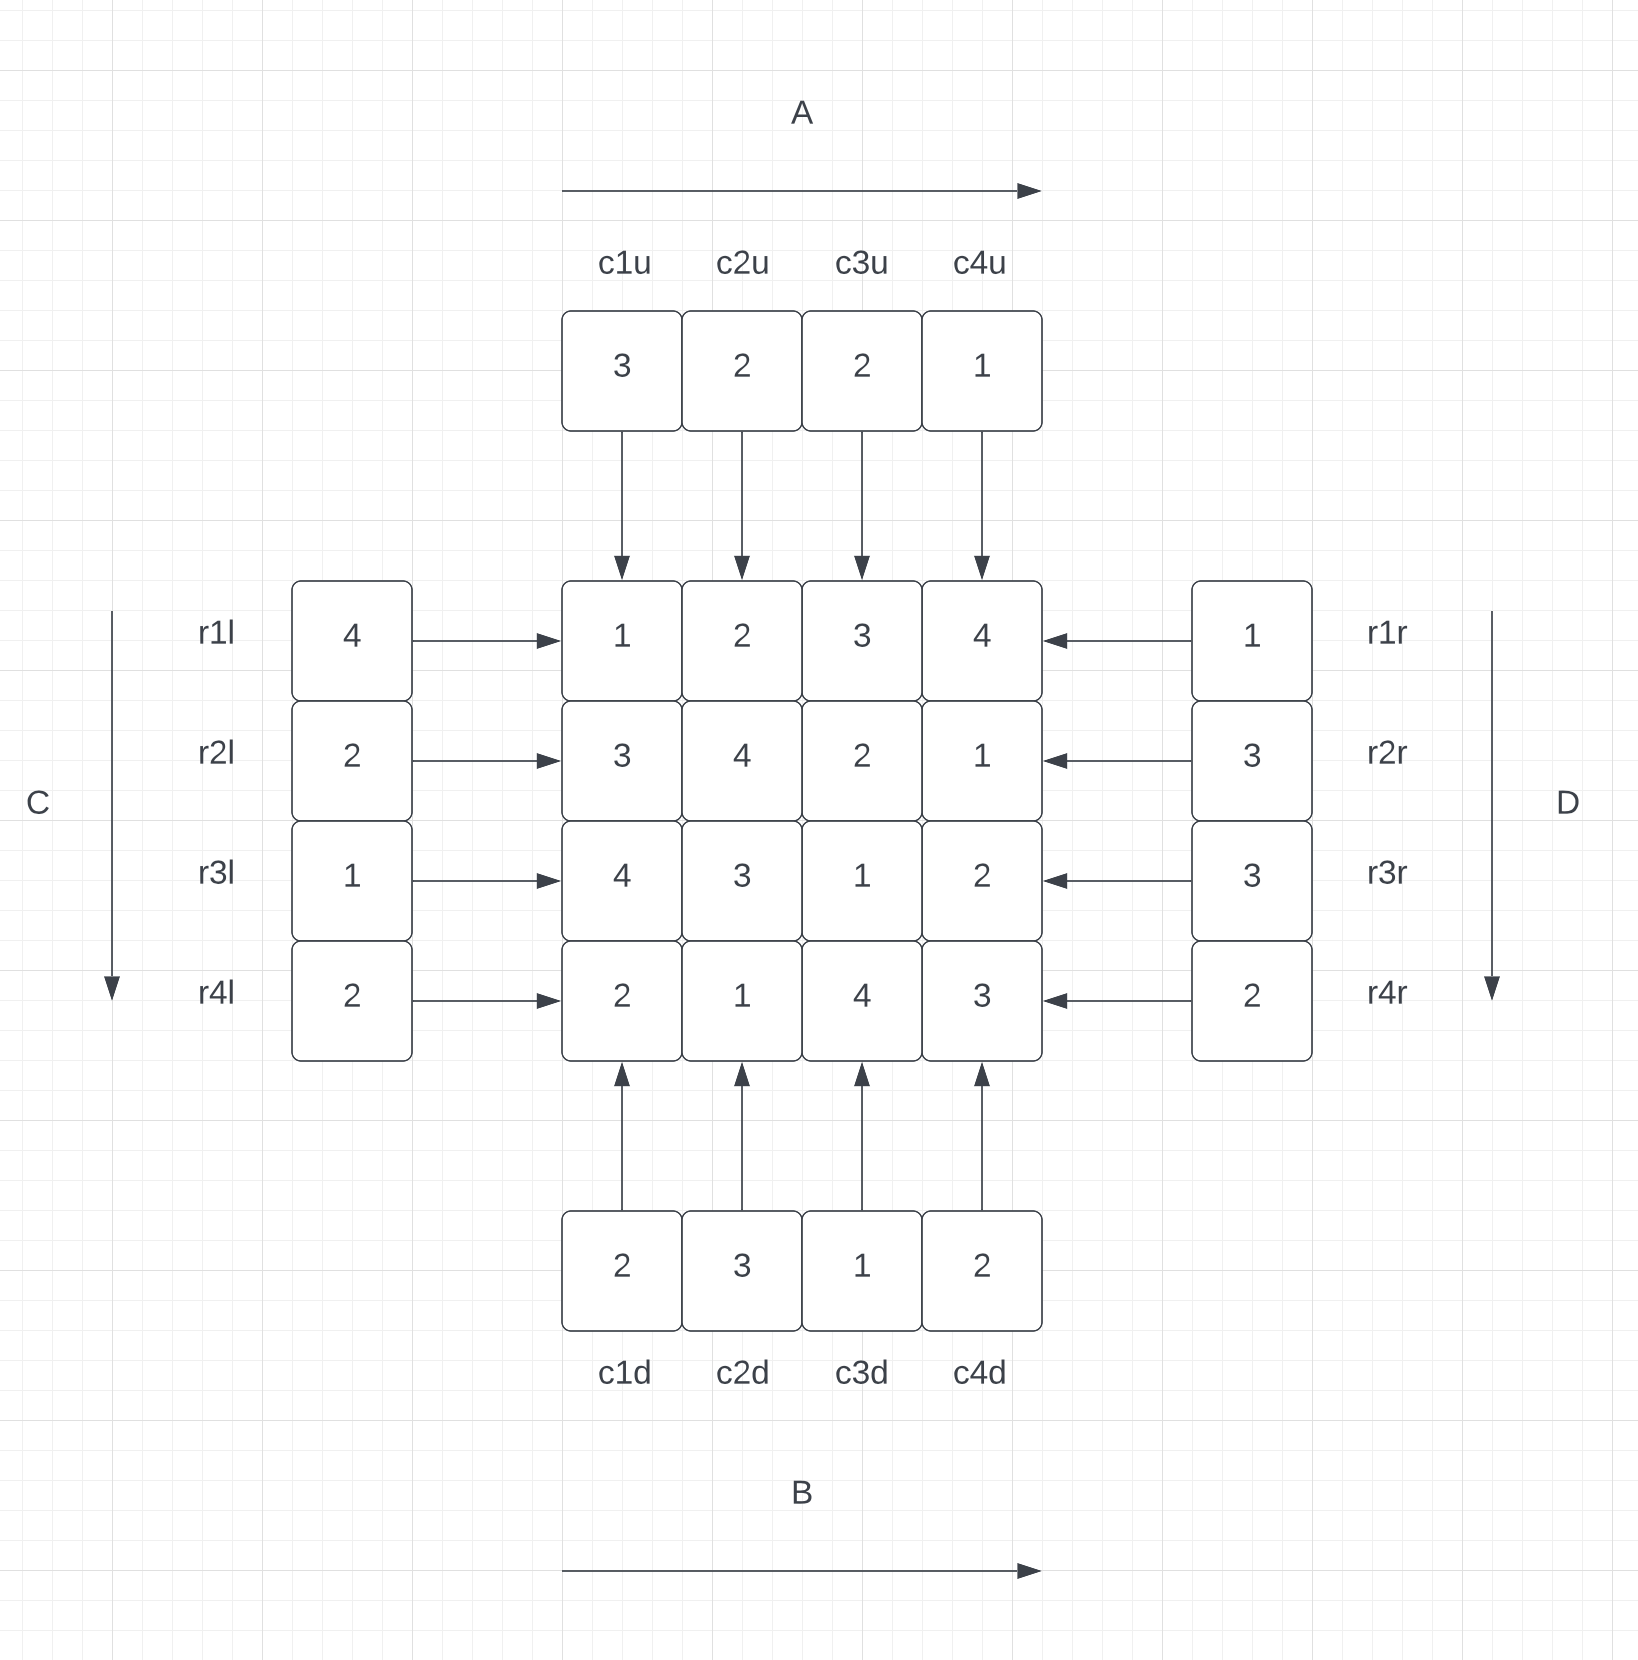 A
c1u c2u c3u c4u
3 2 2 1
r1l 4 1 2 3 4 1 r1r
r2l 2 3 4 2 1 3 r2r
C D
r3l 1 4 3 1 2 3 r3r
r4l 2 2 1 4 3 2 r4r
2 3 1 2
c1d c2d c3d c4d
B